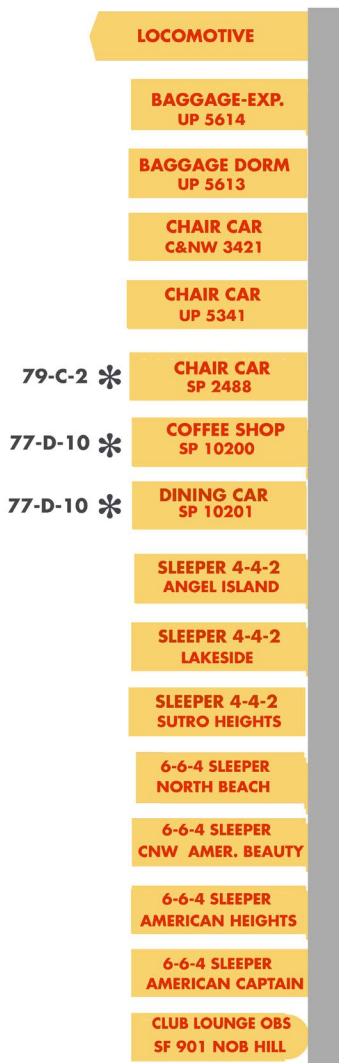 LOCOMOTIVE
BAGGAGE-EXP.
UP 5614
BAGGAGE DORM
UP 5613
CHAIR CAR
C&NW 3421
CHAIR CAR
UP 5341
79-C-2 * CHAIR CAR
SP 2488
77-D-10 * COFFEE SHOP
SP 10200
77-D-10 * DINING CAR
SP 10201
SLEEPER 4-4-2
ANGEL ISLAND
SLEEPER 4-4-2
LAKESIDE
SLEEPER 4-4-2
SUTRO HEIGHTS
6-6-4 SLEEPER
NORTH BEACH
6-6-4 SLEEPER
CNW AMER. BEAUTY
6-6-4 SLEEPER
AMERICAN HEIGHTS
6-6-4 SLEEPER
AMERICAN CAPTAIN
CLUB LOUNGE OBS
SF 901 NOB HILL